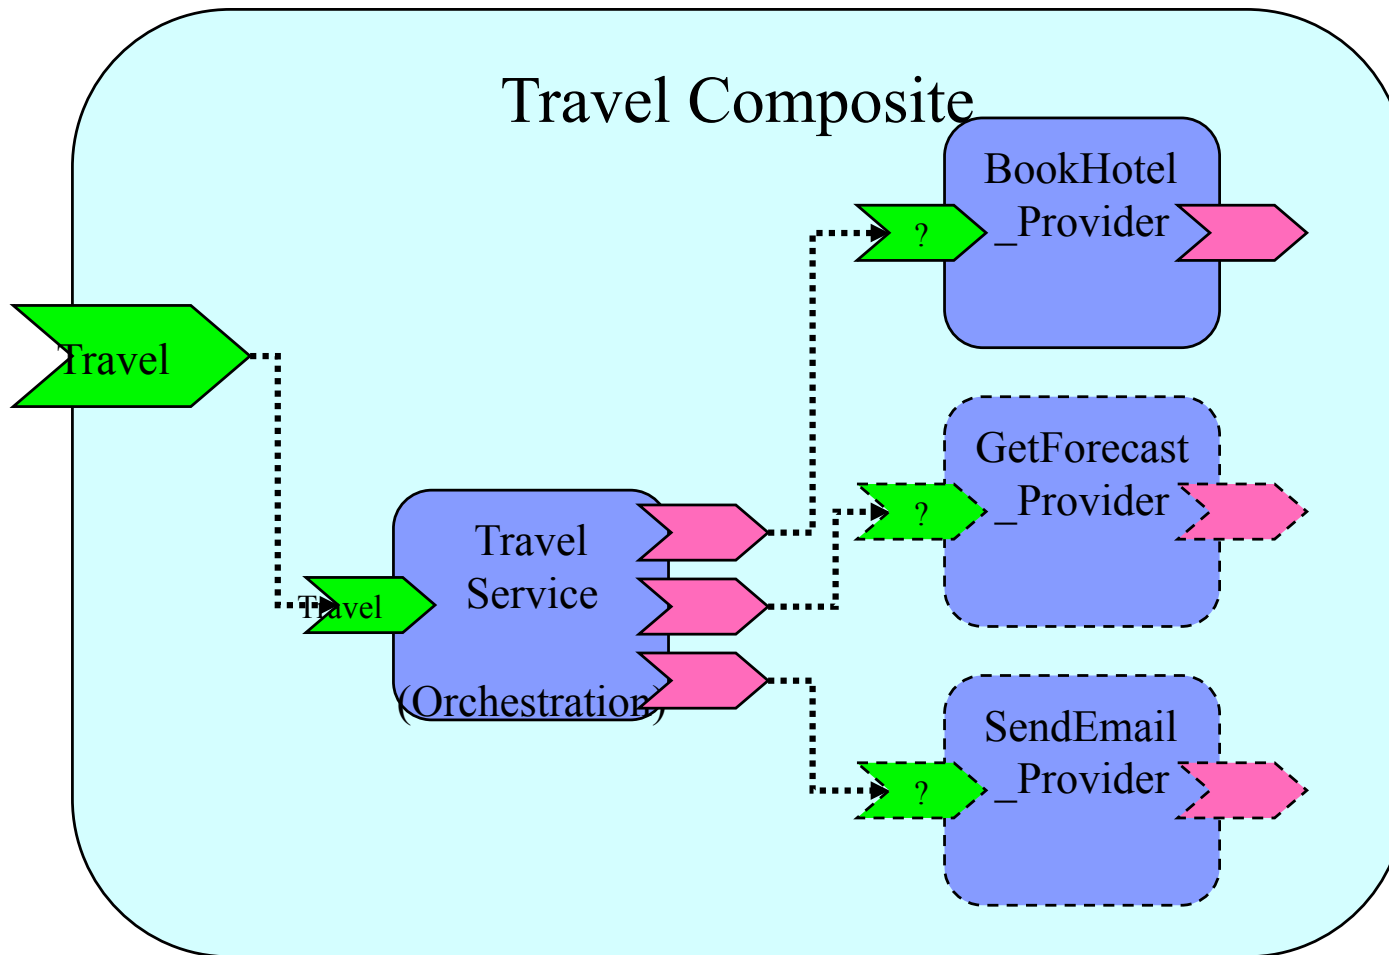 Travel Composite
BookHotel
_Provider
?
Travel
GetForecast
_Provider
?
Travel
Service
(Orchestration)
Travel
SendEmail
_Provider
?